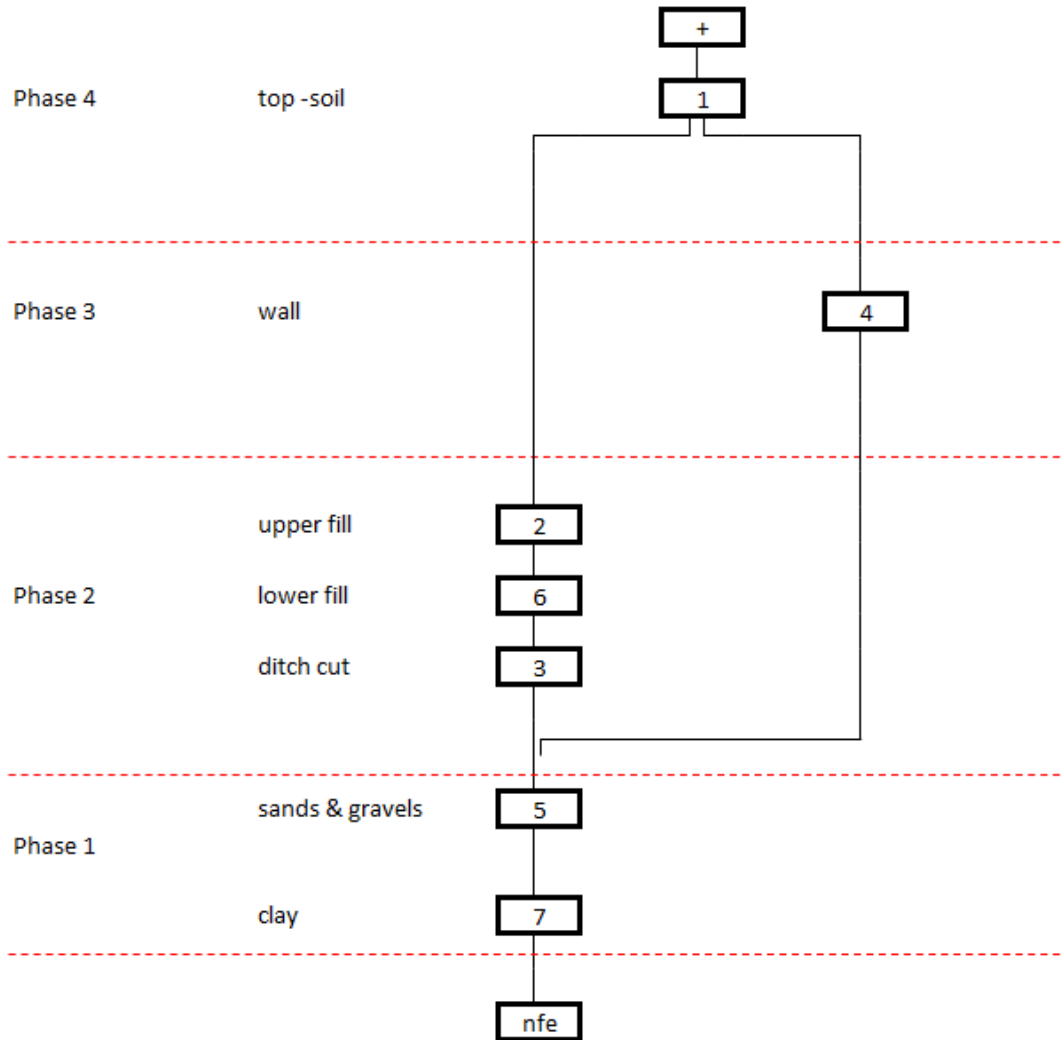 +
Phase 4 top -soil 1
Phase 3 wall 4
upper fill 2
Phase 2 lower fill 6
ditch cut 3
sands & gravels 5
Phase 1
clay 7
nfe